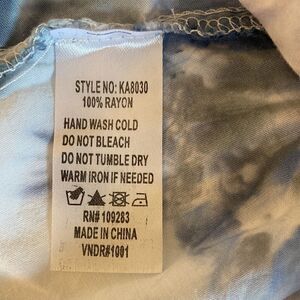 STYLE NO: KA8030
100% RAYON
HAND WASH COLD
DO NOT BLEACH
DO NOT TUMBLE DRY
WARM IRON IF NEEDED
RN# 109283
MADE IN CHINA
VNDR#1001